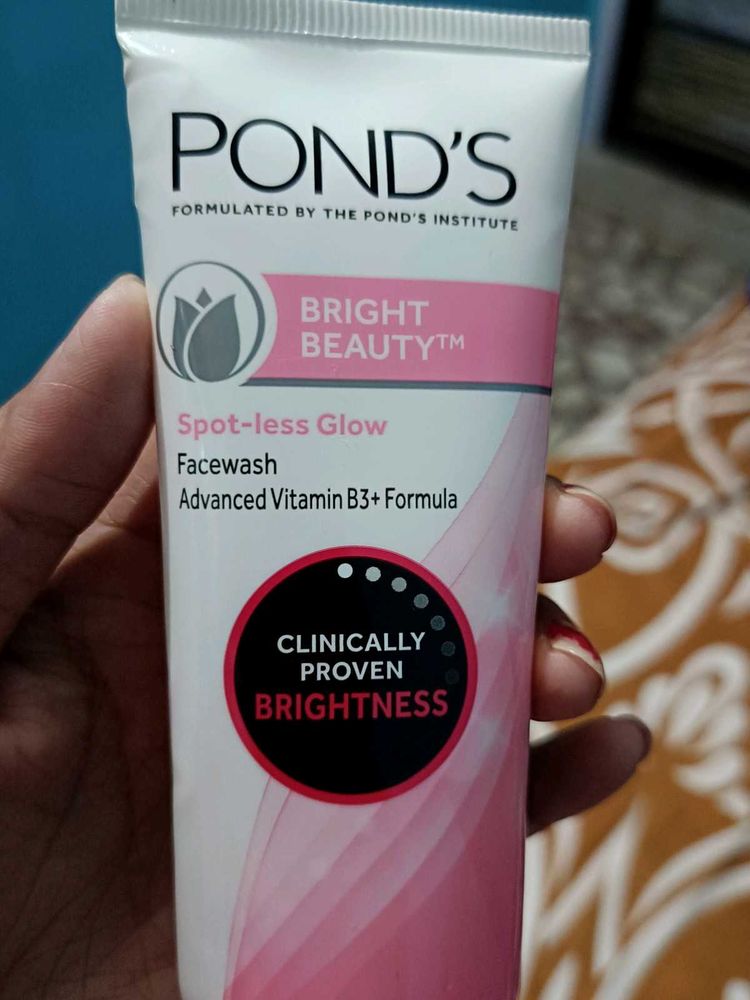 POND'S
FORMULATED BY THE POND'S INSTITUTE
BRIGHT
BEAUTY™
Spot-less Glow
Facewash
Advanced Vitamin B3+ Formula
CLINICALLY
PROVEN
BRIGHTNESS